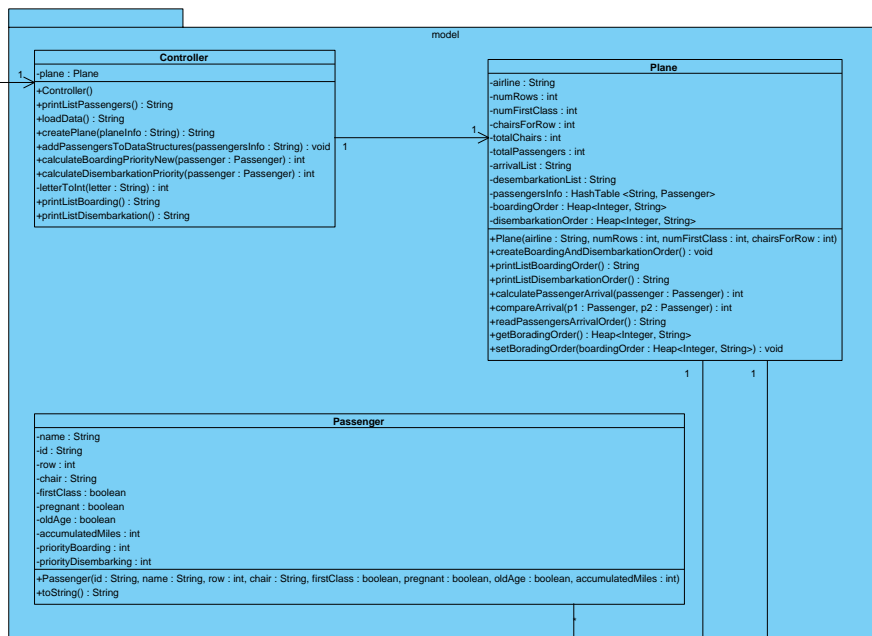 model
Controller
-plane : Plane
+Controller()
+printListPassengers() : String
+loadData() : String
+createPlane(planeInfo : String) : String
+addPassengersToDataStructures(passengersInfo : String) : void
+calculateBoardingPriorityNew(passenger : Passenger) : int
+calculateDisembarkationPriority(passenger : Passenger) : int
-letterToInt(letter : String) : int
+printListBoarding() : String
+printListDisembarkation() : String
1
1
1
Plane
-airline : String
-numRows : int
-numFirstClass : int
-chairsForRow : int
-totalChairs : int
-totalPassengers : int
-arrivalList : String
-desembarkationList : String
-passengersInfo : HashTable <String, Passenger>
-boardingOrder : Heap<Integer, String>
-disembarkationOrder : Heap<Integer, String>
+Plane(airline : String, numRows : int, numFirstClass : int, chairsForRow : int)
+createBoardingAndDisembarkationOrder() : void
+printListBoardingOrder() : String
+printListDisembarkationOrder() : String
+calculatePassengerArrival(passenger : Passenger) : int
+compareArrival(p1 : Passenger, p2 : Passenger) : int
+readPassengersArrivalOrder() : String
+getBoradingOrder() : Heap<Integer, String>
+setBoradingOrder(boardingOrder : Heap<Integer, String>) : void
1
1
Passenger
-name : String
-id : String
-row : int
-chair : String
-firstClass : boolean
-pregnant : boolean
-oldAge : boolean
-accumulatedMiles : int
-priorityBoarding : int
-priorityDisembarking : int
+Passenger(id : String, name : String, row : int, chair : String, firstClass : boolean, pregnant : boolean, oldAge : boolean, accumulatedMiles : int)
+toString() : String
*